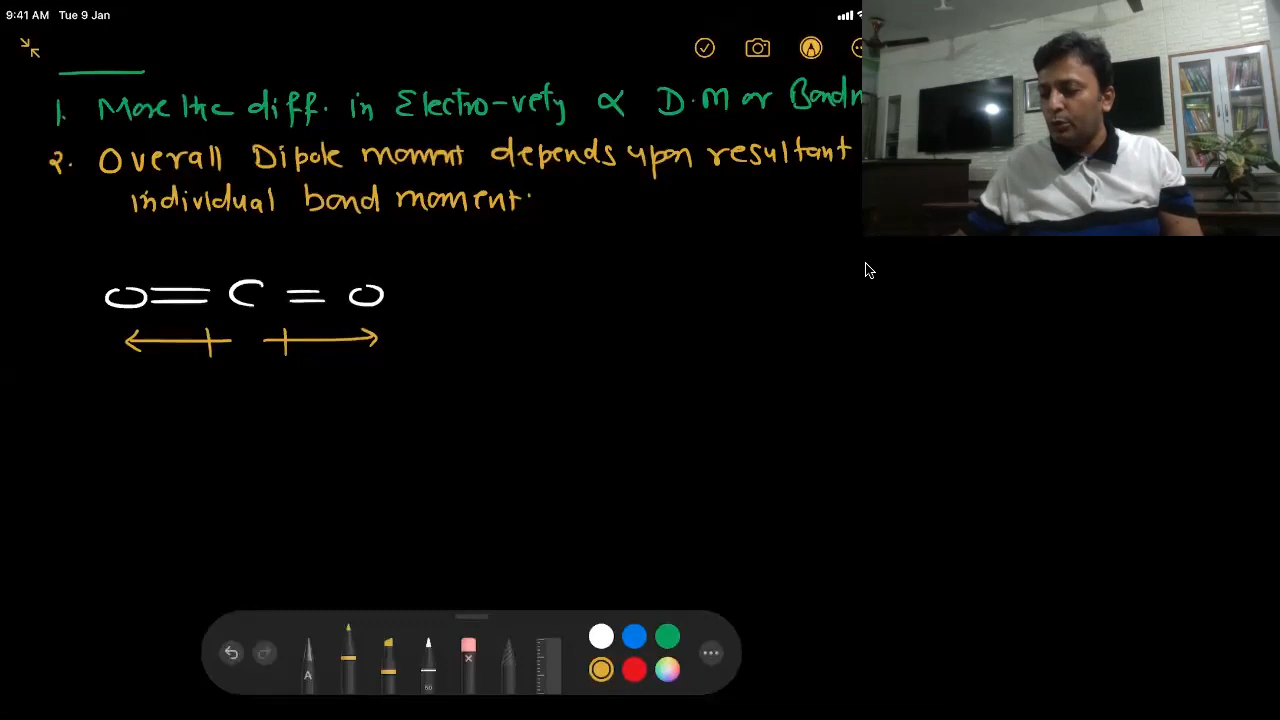 9:41 AM Tue 9 Jan
1. More the diff. in Electro-vety ∝ D.M or Bond
2. Overall Dipole moment depends upon resultant
individual bond moment.
O=C=O
A
50